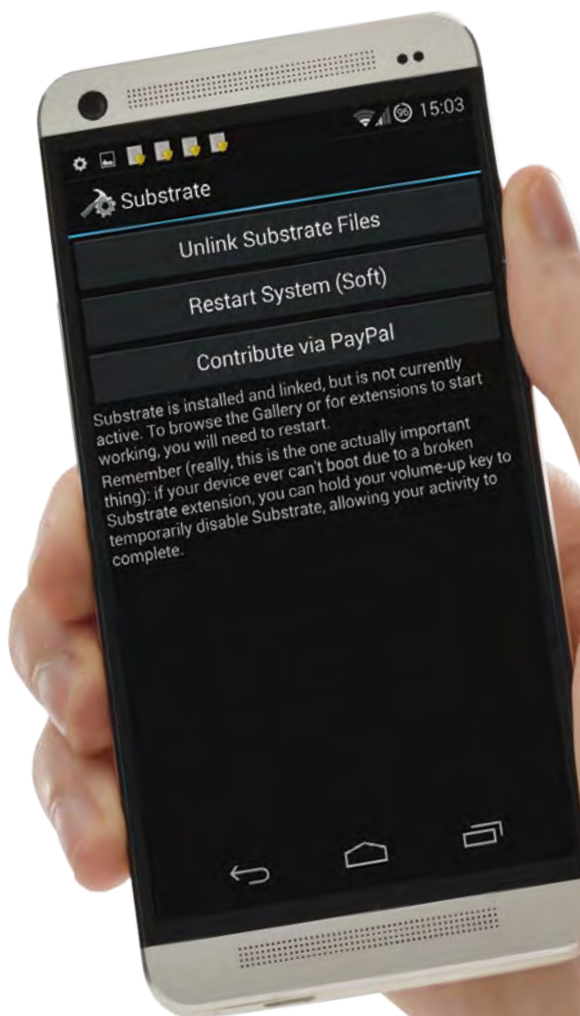 96 15:03
Substrate
Unlink Substrate Files
Restart System (Soft)
Contribute via PayPal
Substrate is installed and linked, but is not currently
active. To browse the Gallery or for extensions to start
working, you will need to restart.
Remember (really, this is the one actually important
thing): if your device ever can't boot due to a broken
Substrate extension, you can hold your volume-up key to
temporarily disable Substrate, allowing your activity to
complete.